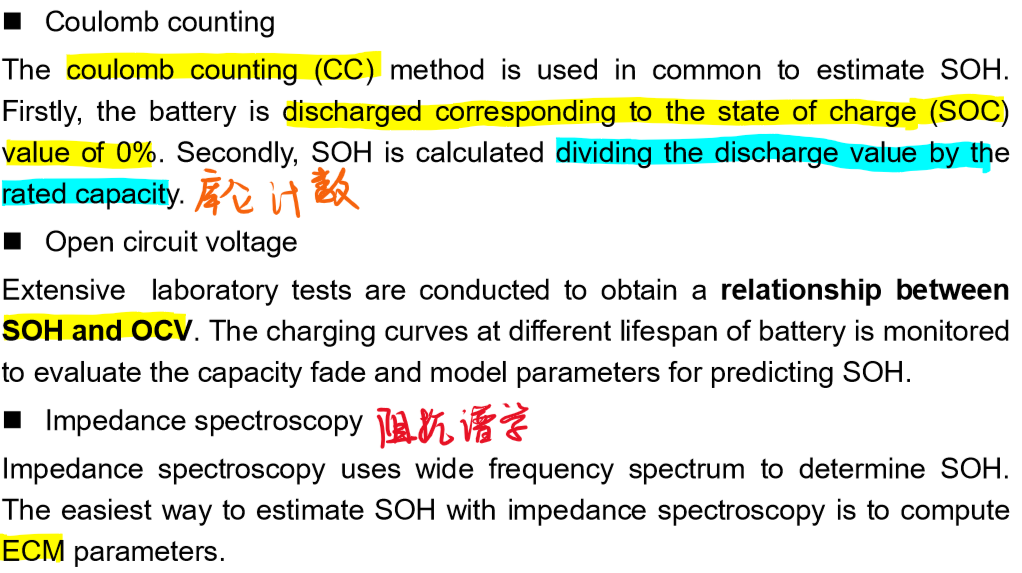 ■ Coulomb counting
The coulomb counting (CC) method is used in common to estimate SOH.
Firstly, the battery is discharged corresponding to the state of charge (SOC)
value of 0%. Secondly, SOH is calculated dividing the discharge value by the
rated capacity. 库仑计数
■ Open circuit voltage
Extensive laboratory tests are conducted to obtain a relationship between
SOH and OCV. The charging curves at different lifespan of battery is monitored
to evaluate the capacity fade and model parameters for predicting SOH.
■ Impedance spectroscopy 阻抗谱学
Impedance spectroscopy uses wide frequency spectrum to determine SOH.
The easiest way to estimate SOH with impedance spectroscopy is to compute
ECM parameters.